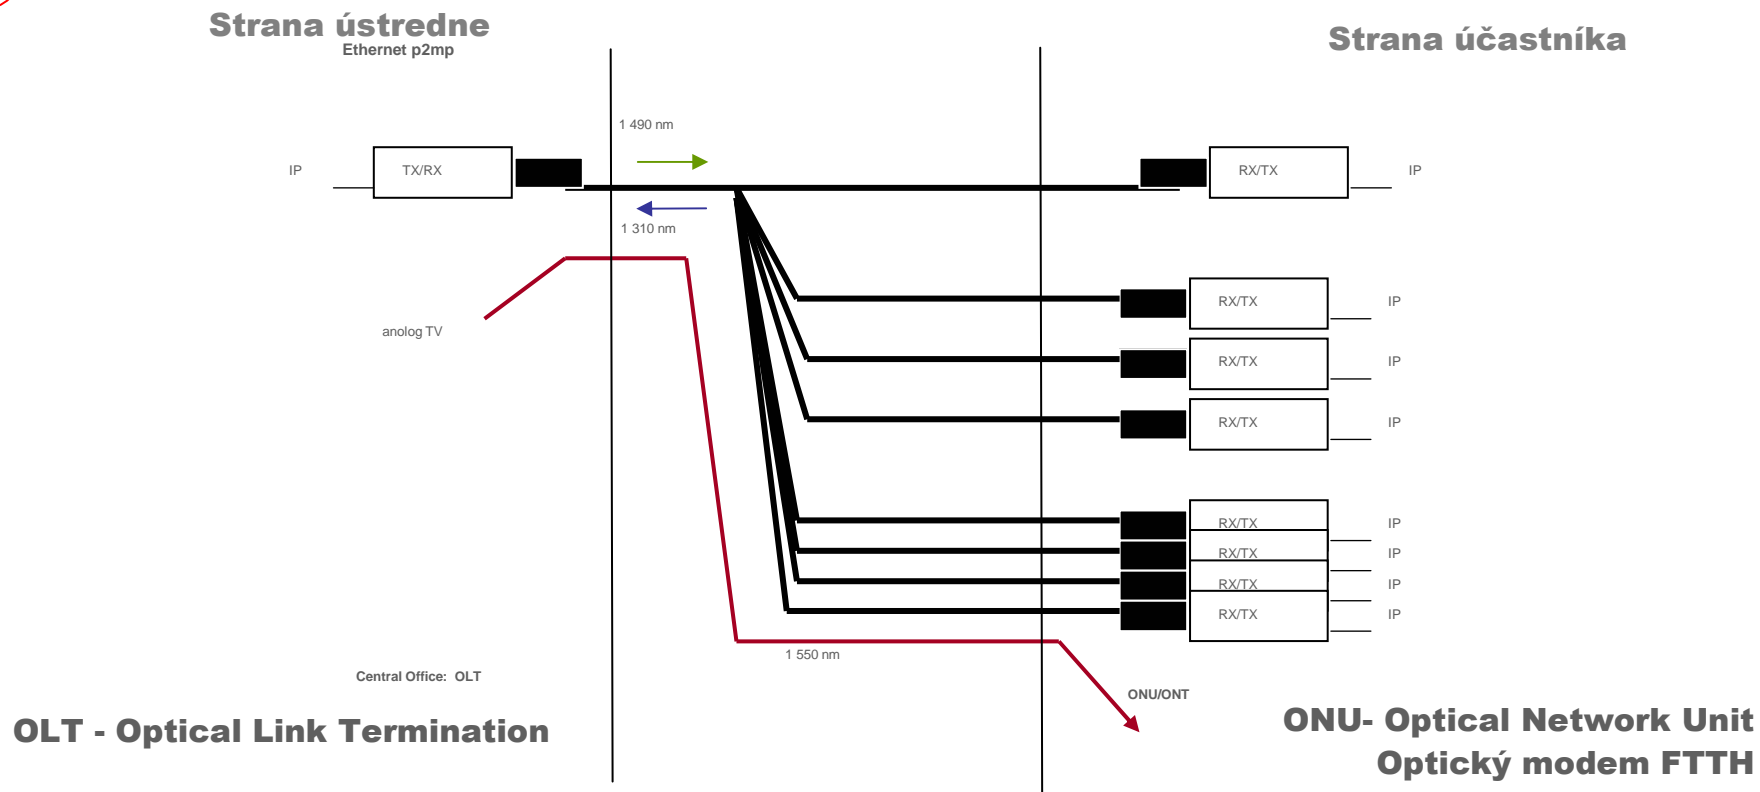 Strana ústredne
Ethernet p2mp
Strana účastníka
1 490 nm
IP
TX/RX
RX/TX
IP
1 310 nm
RX/TX
IP
anolog TV
RX/TX
IP
RX/TX
IP
RX/TX
IP
RX/TX
IP
RX/TX
IP
RX/TX
IP
1 550 nm
Central Office: OLT
ONU/ONT
OLT - Optical Link Termination
ONU- Optical Network Unit
Optický modem FTTH